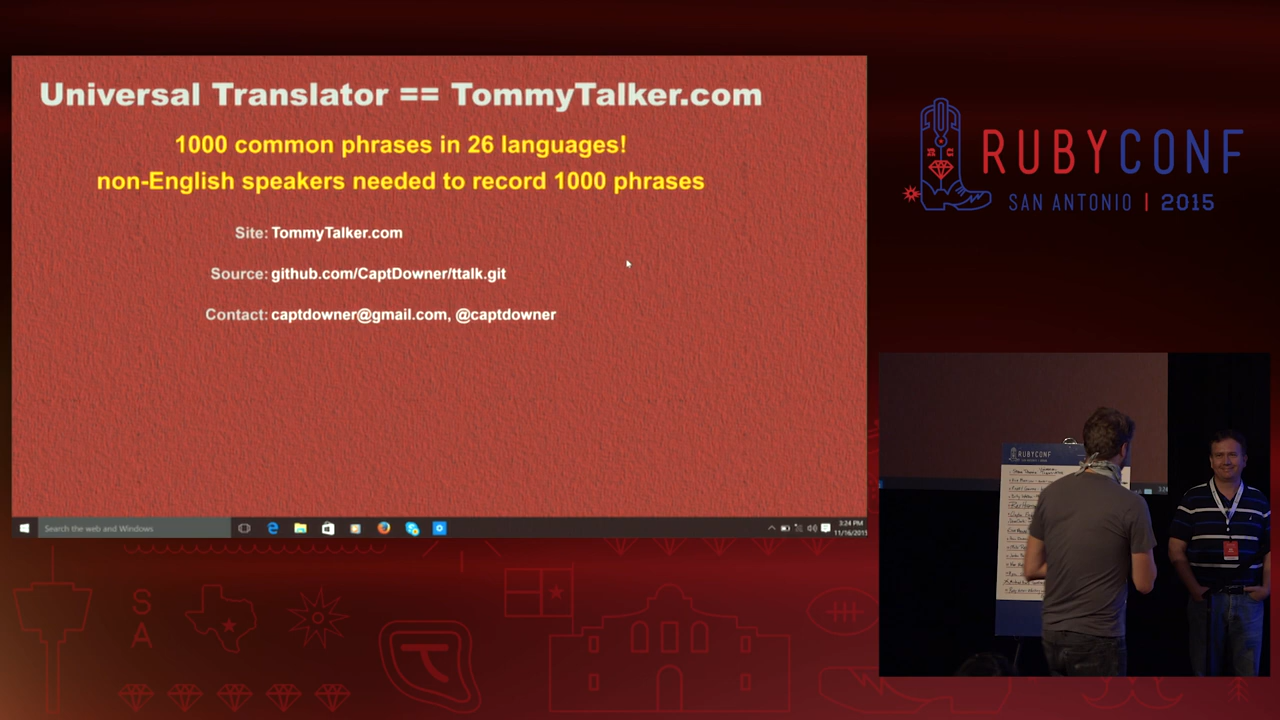 Universal Translator == TommyTalker.com
1000 common phrases in 26 languages!
non-English speakers needed to record 1000 phrases
Site: TommyTalker.com
Source: github.com/CaptDowner/ttalk.git
Contact: captdowner@gmail.com, @captdowner
Search the web and Windows
3:24 PM
11/16/2015
RUBYCONF
SAN ANTONIO | 2015
RUBYCONF
S
A